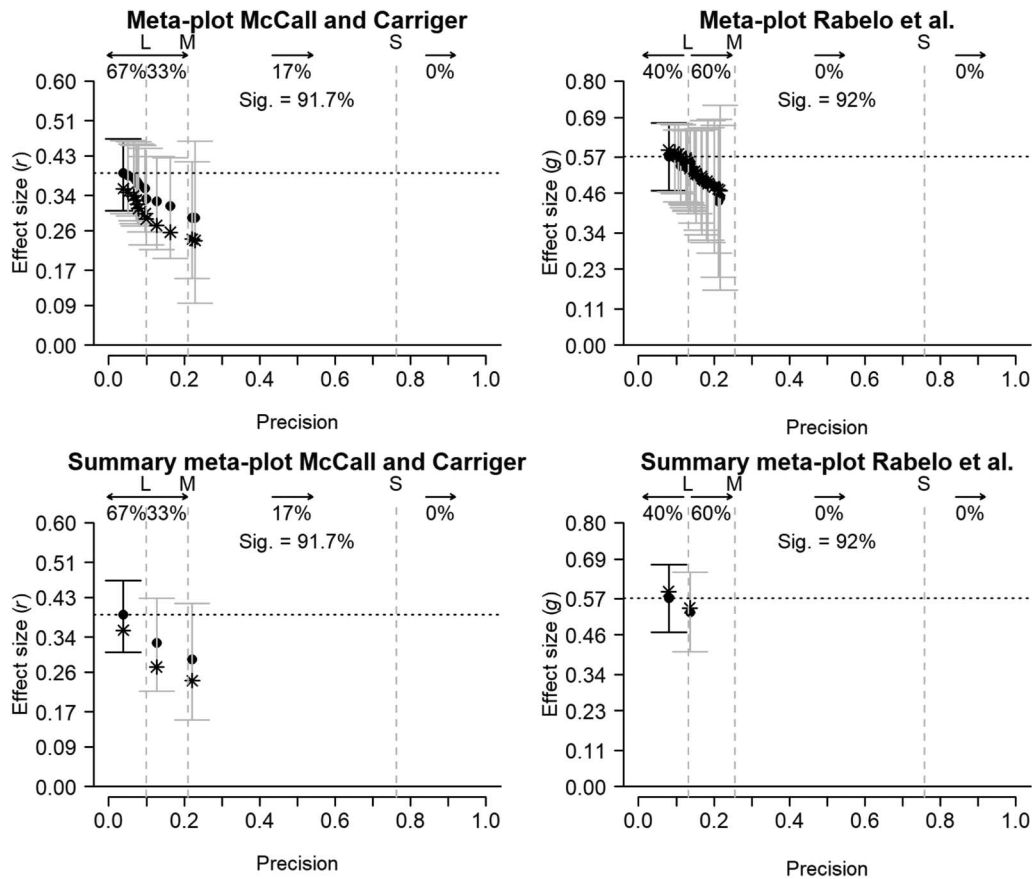 Meta-plot McCall and Carriger
L M S
67% 33% 17% 0%
Sig. = 91.7%
0.60
0.51
0.43
0.34
0.26
0.17
0.09
0.00
Effect size (r)
0.0 0.2 0.4 0.6 0.8 1.0
Precision
Meta-plot Rabelo et al.
L M S
40% 60% 0% 0%
Sig. = 92%
0.80
0.69
0.57
0.46
0.34
0.23
0.11
0.00
Effect size (g)
0.0 0.2 0.4 0.6 0.8 1.0
Precision
Summary meta-plot McCall and Carriger
L M S
67% 33% 17% 0%
Sig. = 91.7%
0.60
0.51
0.43
0.34
0.26
0.17
0.09
0.00
Effect size (r)
0.0 0.2 0.4 0.6 0.8 1.0
Precision
Summary meta-plot Rabelo et al.
L M S
40% 60% 0% 0%
Sig. = 92%
0.80
0.69
0.57
0.46
0.34
0.23
0.11
0.00
Effect size (g)
0.0 0.2 0.4 0.6 0.8 1.0
Precision